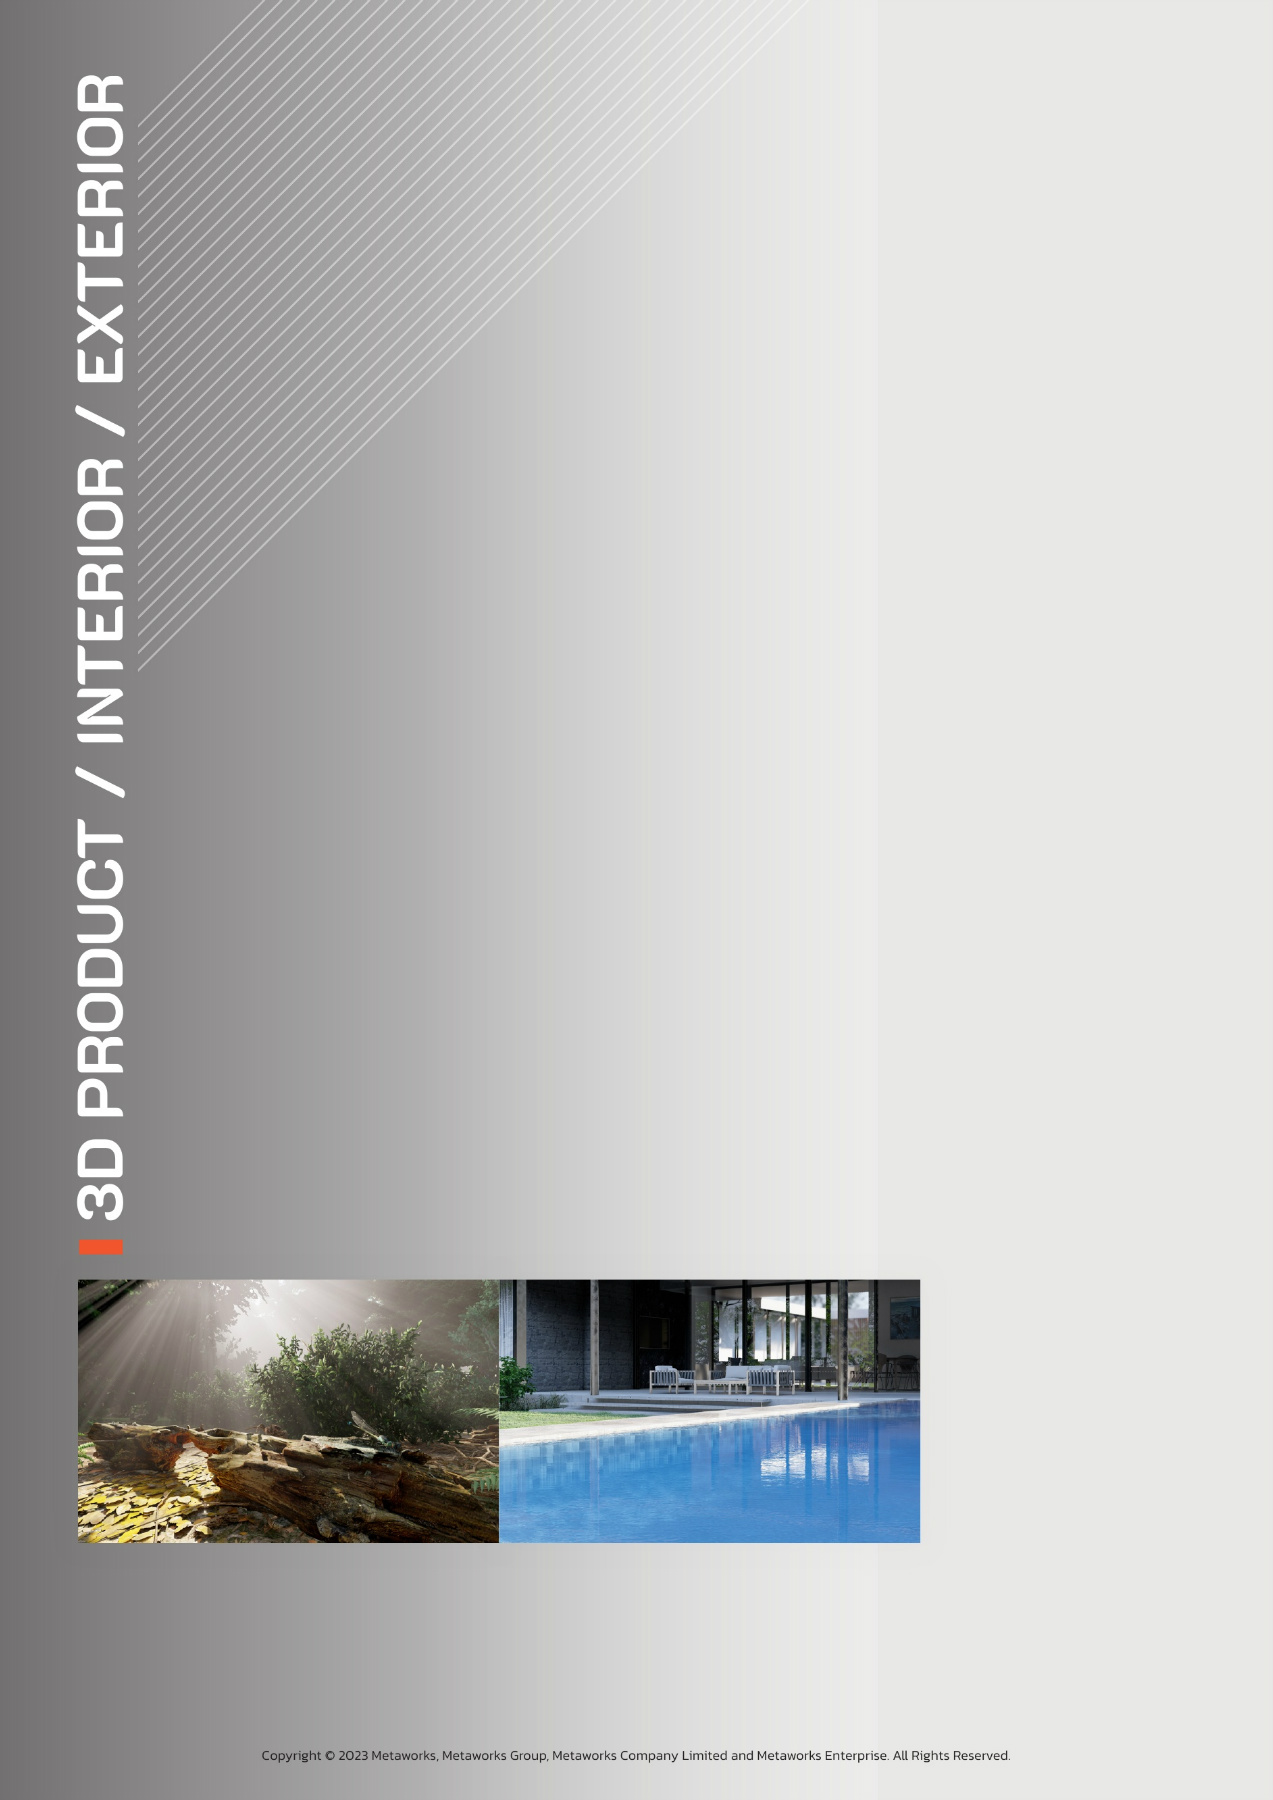 3D PRODUCT / INTERIOR / EXTERIOR
Copyright © 2023 Metaworks, Metaworks Group, Metaworks Company Limited and Metaworks Enterprise. All Rights Reserved.